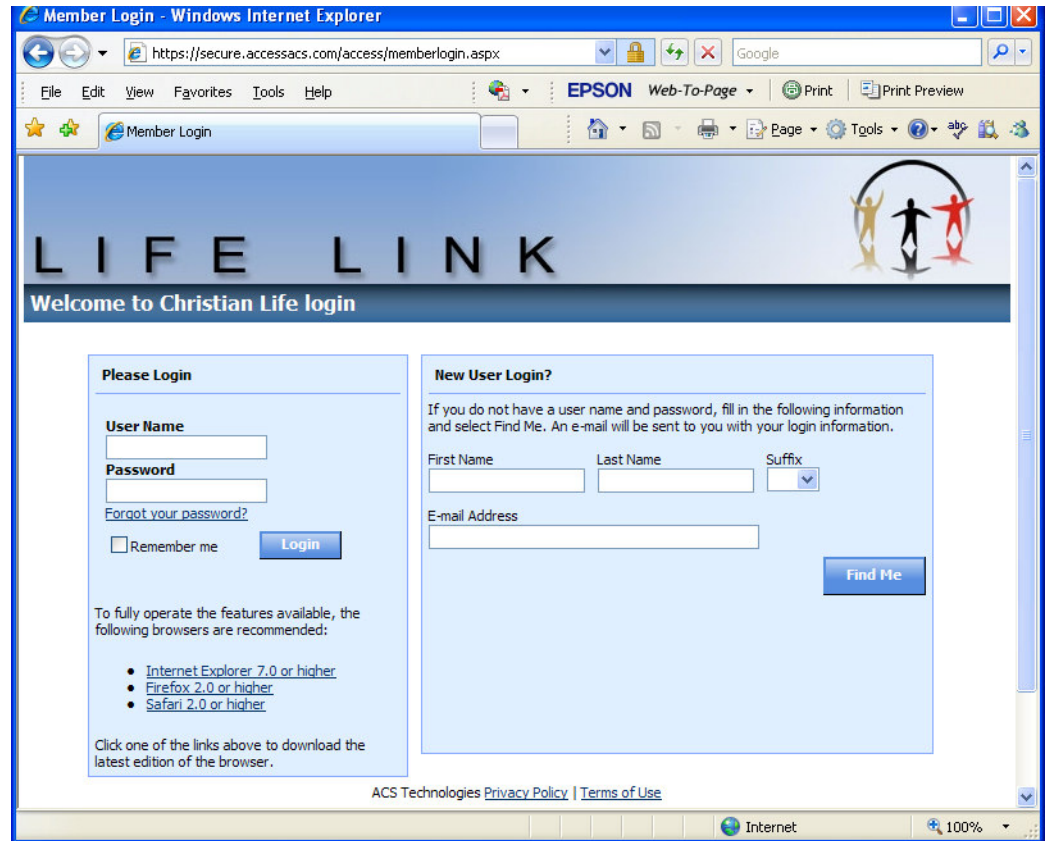 Member Login - Windows Internet Explorer
https://secure.accessacs.com/access/memberlogin.aspx
Google
File Edit View Favorites Tools Help
EPSON Web-To-Page
Print
Print Preview
Member Login
Page
Tools
abc
LIFE LINK
Welcome to Christian Life login
Please Login
User Name
Password
Forgot your password?
Remember me
Login
To fully operate the features available, the
following browsers are recommended:
• Internet Explorer 7.0 or higher
• Firefox 2.0 or higher
• Safari 2.0 or higher
Click one of the links above to download the
latest edition of the browser.
New User Login?
If you do not have a user name and password, fill in the following information
and select Find Me. An e-mail will be sent to you with your login information.
First Name Last Name Suffix
E-mail Address
Find Me
ACS Technologies Privacy Policy | Terms of Use
Internet
100%